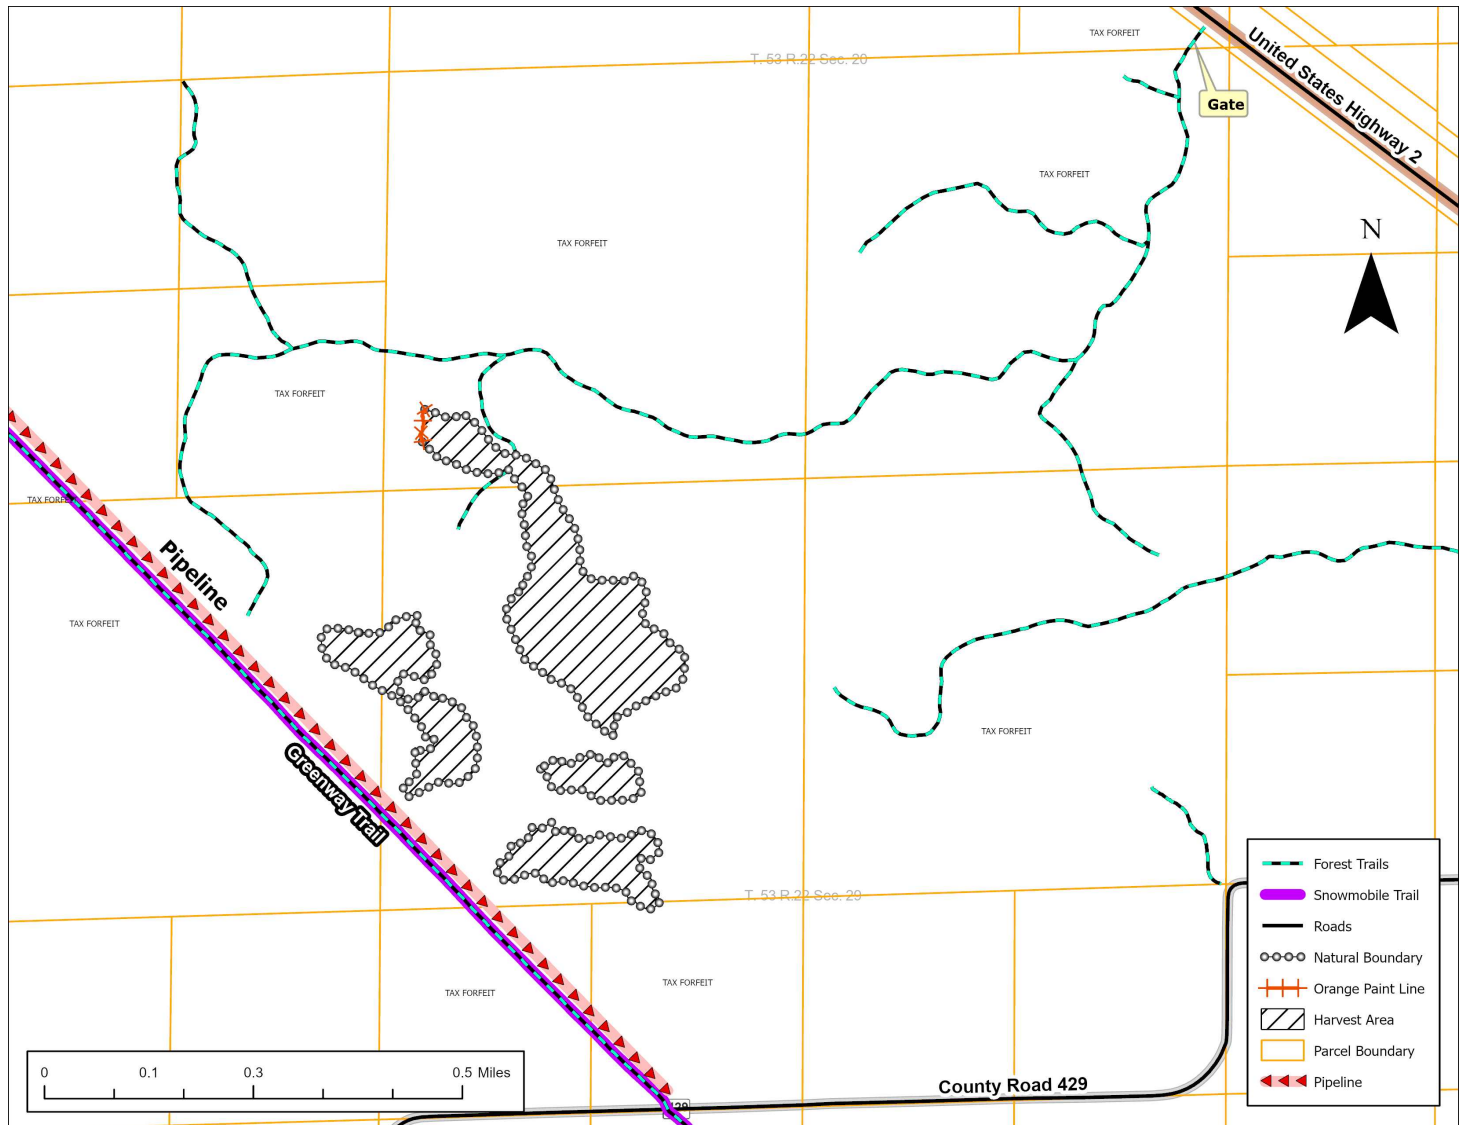 TAX FORFEIT
T. 53 R.22 Sec. 20
United States Highway 2
Gate
TAX FORFEIT
N
TAX FORFEIT
TAX FORFEIT
TAX FORFEIT
Pipeline
TAX FORFEIT
TAX FORFEIT
Greenway Trail
T. 53 R.22 Sec. 29
TAX FORFEIT
TAX FORFEIT
Forest Trails
Snowmobile Trail
Roads
Natural Boundary
Orange Paint Line
Harvest Area
Parcel Boundary
Pipeline
0 0.1 0.3 0.5 Miles
County Road 429